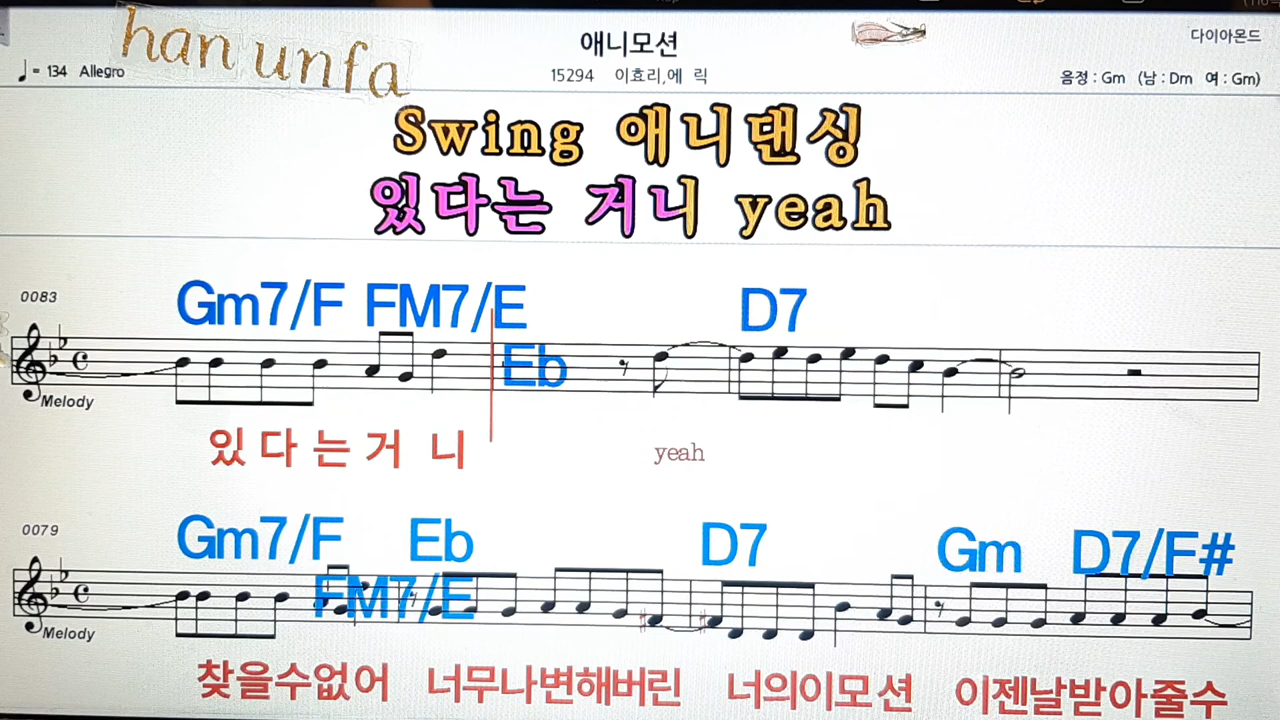 han unfa
애니모션
다이아몬드
♩= 134 Allegro
15294 이효리,에 릭
음정 : Gm (남 : Dm 여 : Gm)
Swing 애니댄싱
있다는 거니 yeah
0083
Gm7/F FM7/E D7
Eb
Melody
있 다 는 거 니 yeah
0079
Gm7/F Eb D7 Gm D7/F#
FM7/E
Melody
찾을수없어 너무나변해버린 너의이모션 이젠날받아줄수